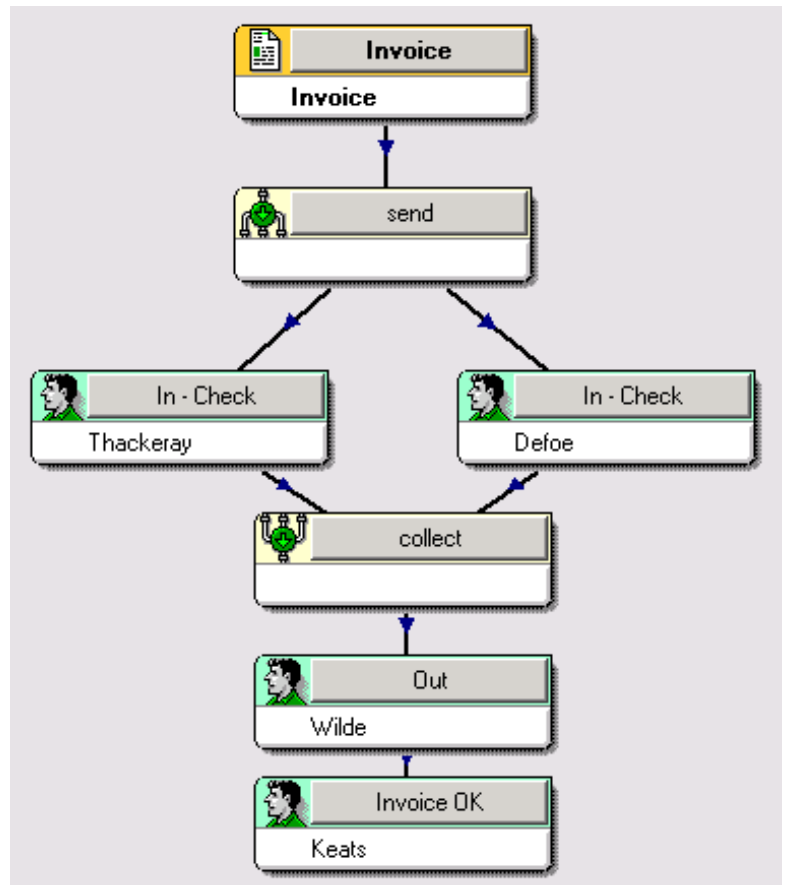 Invoice
Invoice
send
In - Check
Thackeray
In - Check
Defoe
collect
Out
Wilde
Invoice OK
Keats